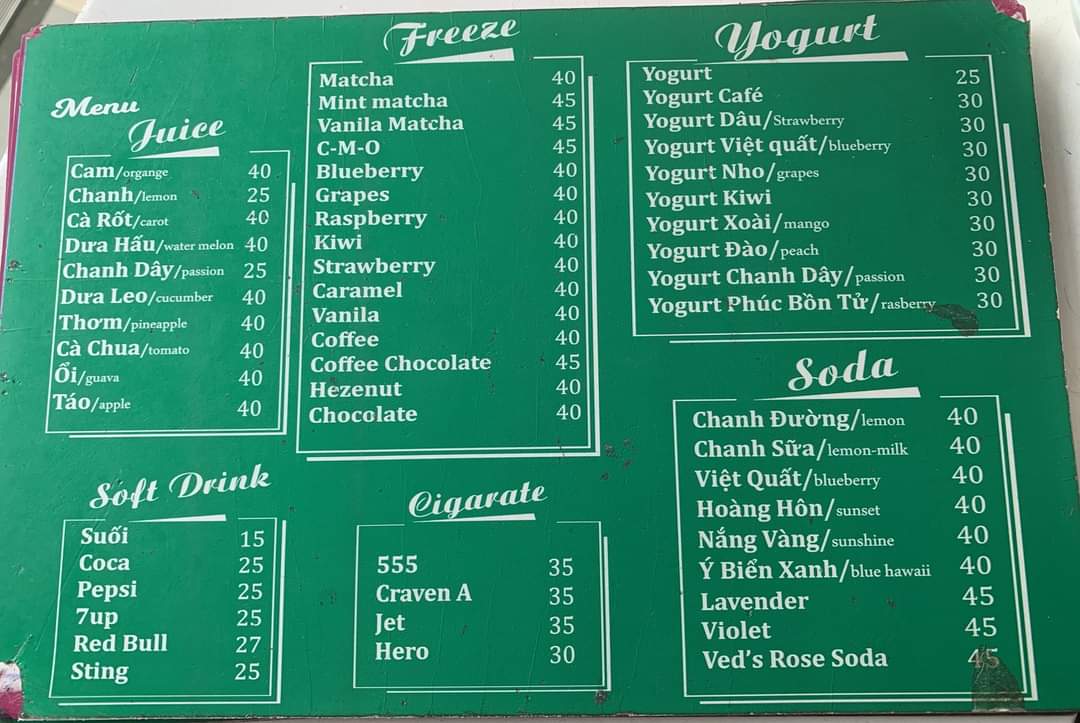 Menu
Juice
Cam/organge 40
Chanh/lemon 25
Cà Rốt/carot 40
Dưa Hấu/water melon 40
Chanh Dây/passion 25
Dưa Leo/cucumber 40
Thơm/pineapple 40
Cà Chua/tomato 40
Ổi/guava 40
Táo/apple 40
Soft Drink
Suối 15
Coca 25
Pepsi 25
7up 25
Red Bull 27
Sting 25
Freeze
Matcha 40
Mint matcha 45
Vanila Matcha 45
C-M-O 45
Blueberry 40
Grapes 40
Raspberry 40
Kiwi 40
Strawberry 40
Caramel 40
Vanila 40
Coffee 40
Coffee Chocolate 45
Hezenut 40
Chocolate 40
Cigarate
555 35
Craven A 35
Jet 35
Hero 30
Yogurt
Yogurt 25
Yogurt Café 30
Yogurt Dâu/Strawberry 30
Yogurt Việt quất/blueberry 30
Yogurt Nho/grapes 30
Yogurt Kiwi 30
Yogurt Xoài/mango 30
Yogurt Đào/peach 30
Yogurt Chanh Dây/passion 30
Yogurt Phúc Bồn Tử/rasberry 30
Soda
Chanh Đường/lemon 40
Chanh Sữa/lemon-milk 40
Việt Quất/blueberry 40
Hoàng Hôn/sunset 40
Nắng Vàng/sunshine 40
Ý Biển Xanh/blue hawaii 40
Lavender 45
Violet 45
Ved's Rose Soda 45